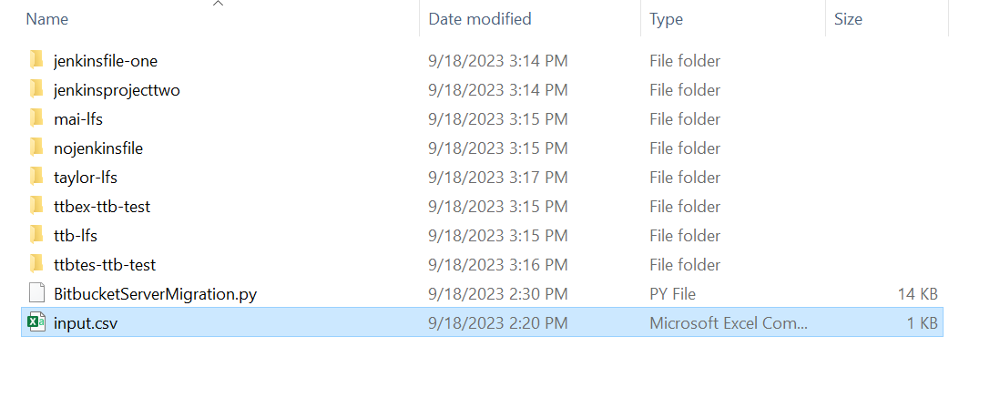 Name Date modified Type Size
jenkinsfile-one 9/18/2023 3:14 PM File folder
jenkinsprojecttwo 9/18/2023 3:14 PM File folder
mai-lfs 9/18/2023 3:15 PM File folder
nojenkinsfile 9/18/2023 3:15 PM File folder
taylor-lfs 9/18/2023 3:17 PM File folder
ttbex-ttb-test 9/18/2023 3:15 PM File folder
ttb-lfs 9/18/2023 3:15 PM File folder
ttbtes-ttb-test 9/18/2023 3:16 PM File folder
BitbucketServerMigration.py 9/18/2023 2:30 PM PY File 14 KB
input.csv 9/18/2023 2:20 PM Microsoft Excel Com... 1 KB